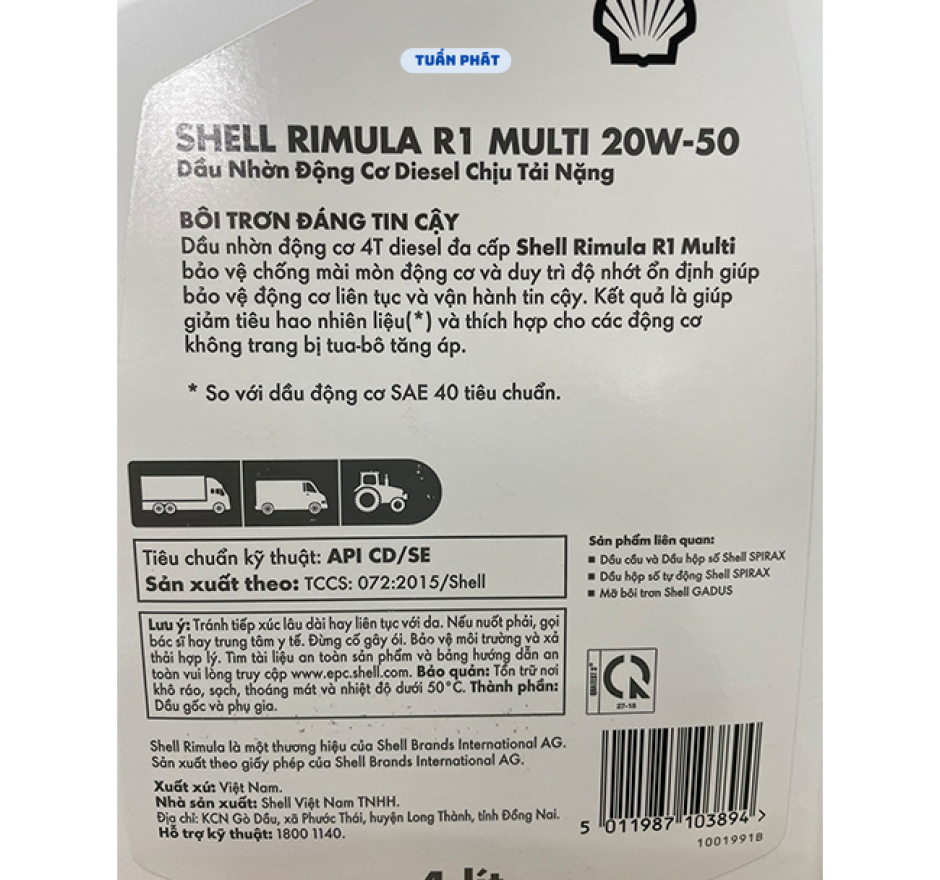 TUẤN PHÁT
SHELL RIMULA R1 MULTI 20W-50
Dầu Nhờn Động Cơ Diesel Chịu Tải Nặng
BÔI TRƠN ĐÁNG TIN CẬY
Dầu nhờn động cơ 4T diesel đa cấp Shell Rimula R1 Multi
bảo vệ chống mài mòn động cơ và duy trì độ nhớt ổn định giúp
bảo vệ động cơ liên tục và vận hành tin cậy. Kết quả là giúp
giảm tiêu hao nhiên liệu(*) và thích hợp cho các động cơ
không trang bị tua-bô tăng áp.
* So với dầu động cơ SAE 40 tiêu chuẩn.
Tiêu chuẩn kỹ thuật: API CD/SE
Sản xuất theo: TCCS: 072:2015/Shell
Sản phẩm liên quan:
■ Dầu cầu và Dầu hộp số Shell SPIRAX
■ Dầu hộp số tự động Shell SPIRAX
■ Mỡ bôi trơn Shell GADUS
Lưu ý: Tránh tiếp xúc lâu dài hay liên tục với da. Nếu nuốt phải, gọi
bác sĩ hay trung tâm y tế. Đừng cố gây ói. Bảo vệ môi trường và xả
thải hợp lý. Tìm tài liệu an toàn sản phẩm và bảng hướng dẫn an
toàn vui lòng truy cập www.epc.shell.com. Bảo quản: Tồn trữ nơi
khô ráo, sạch, thoáng mát và nhiệt độ dưới 50°C. Thành phần:
Dầu gốc và phụ gia.
27-18
Shell Rimula là một thương hiệu của Shell Brands International AG.
Sản xuất theo giấy phép của Shell Brands International AG.
Xuất xứ: Việt Nam.
Nhà sản xuất: Shell Việt Nam TNHH.
Địa chỉ: KCN Gò Dầu, xã Phước Thái, huyện Long Thành, tỉnh Đồng Nai.
Hỗ trợ kỹ thuật: 1800 1140.
5 011987 103894 >
1001991B
4 lít